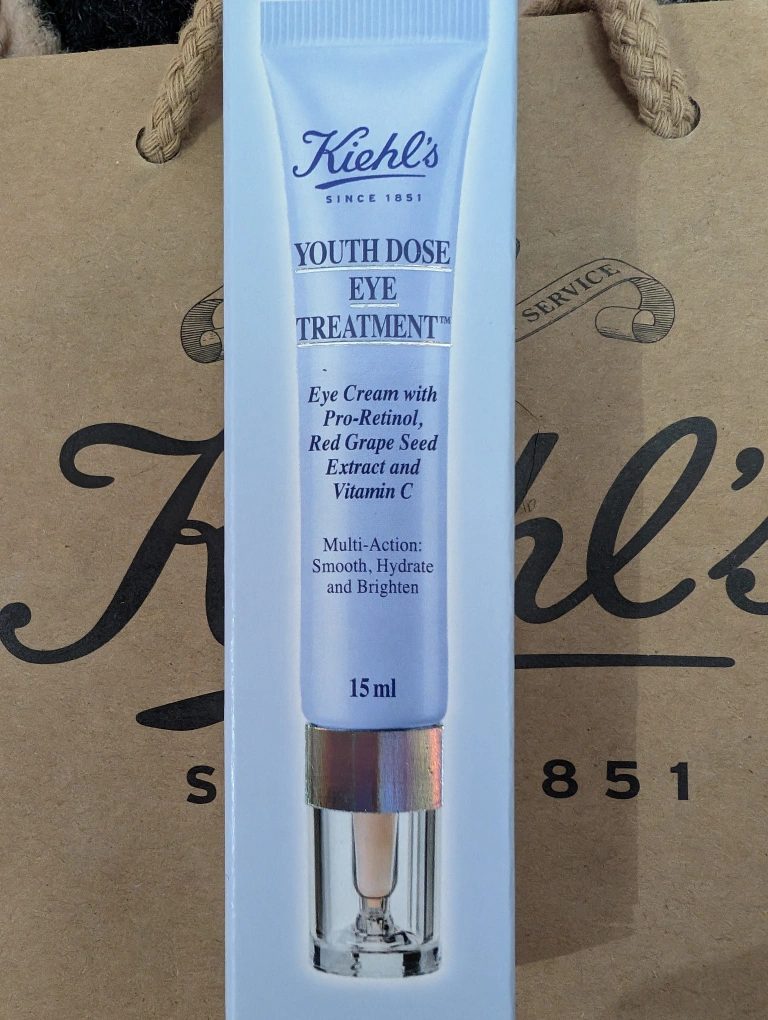 Kiehl's
SINCE 1851
YOUTH DOSE
EYE
TREATMENT™
Eye Cream with
Pro-Retinol,
Red Grape Seed
Extract and
Vitamin C
Multi-Action:
Smooth, Hydrate
and Brighten
15 ml
SERVICE
851